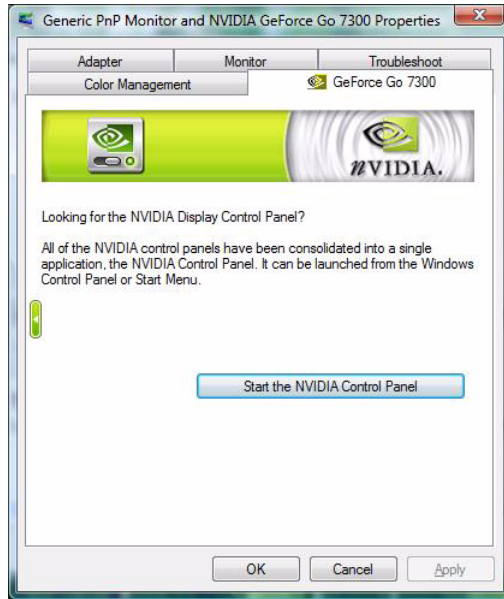 Generic PnP Monitor and NVIDIA GeForce Go 7300 Properties
Adapter Monitor Troubleshoot
Color Management GeForce Go 7300
NVIDIA.
Looking for the NVIDIA Display Control Panel?
All of the NVIDIA control panels have been consolidated into a single
application, the NVIDIA Control Panel. It can be launched from the Windows
Control Panel or Start Menu.
Start the NVIDIA Control Panel
OK Cancel Apply